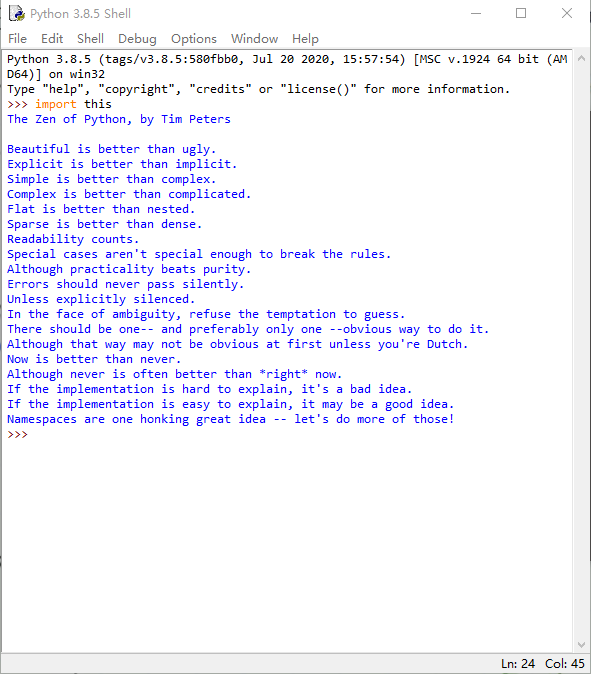 Python 3.8.5 Shell
File Edit Shell Debug Options Window Help
Python 3.8.5 (tags/v3.8.5:580fbb0, Jul 20 2020, 15:57:54) [MSC v.1924 64 bit (AM
D64)] on win32
Type "help", "copyright", "credits" or "license()" for more information.
>>> import this
The Zen of Python, by Tim Peters

Beautiful is better than ugly.
Explicit is better than implicit.
Simple is better than complex.
Complex is better than complicated.
Flat is better than nested.
Sparse is better than dense.
Readability counts.
Special cases aren't special enough to break the rules.
Although practicality beats purity.
Errors should never pass silently.
Unless explicitly silenced.
In the face of ambiguity, refuse the temptation to guess.
There should be one-- and preferably only one --obvious way to do it.
Although that way may not be obvious at first unless you're Dutch.
Now is better than never.
Although never is often better than *right* now.
If the implementation is hard to explain, it's a bad idea.
If the implementation is easy to explain, it may be a good idea.
Namespaces are one honking great idea -- let's do more of those!
>>>
Ln: 24 Col: 45